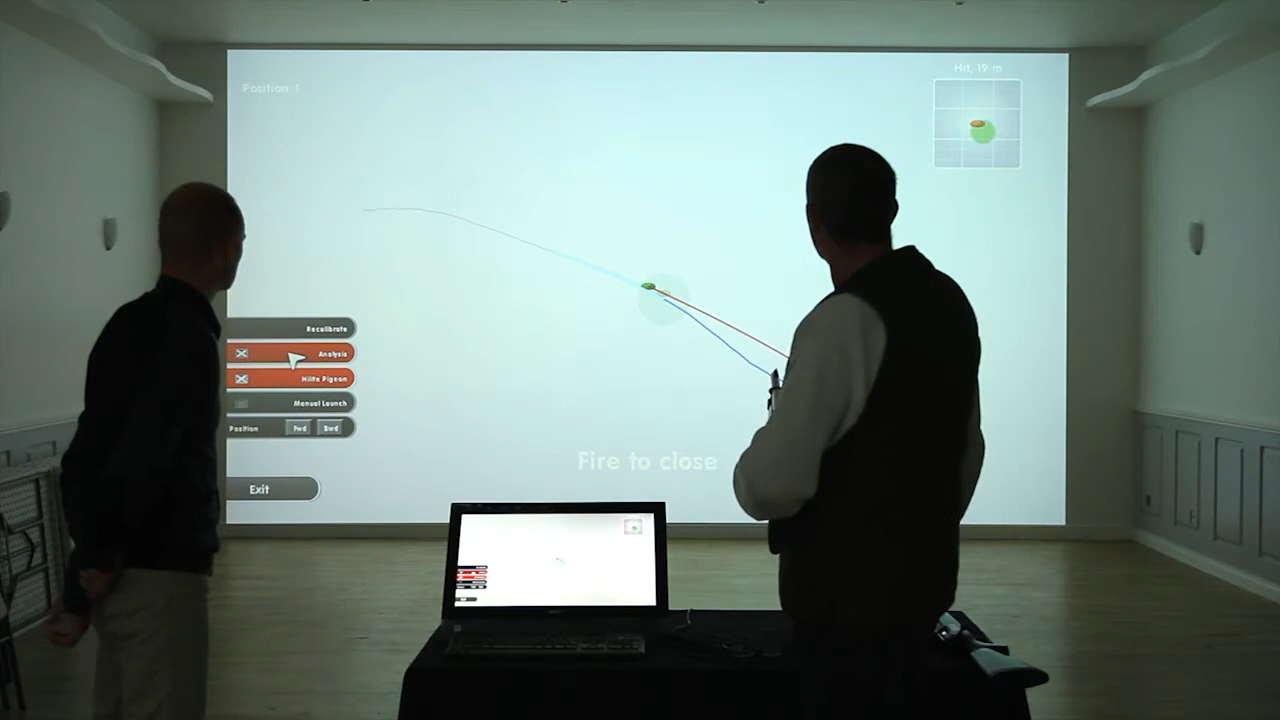 Hit, 19 m
Position: 1
Recalibrate
Analysis
Hilite Pigeon
Manual Launch
Position Fwd Bwd
Fire to close
Exit